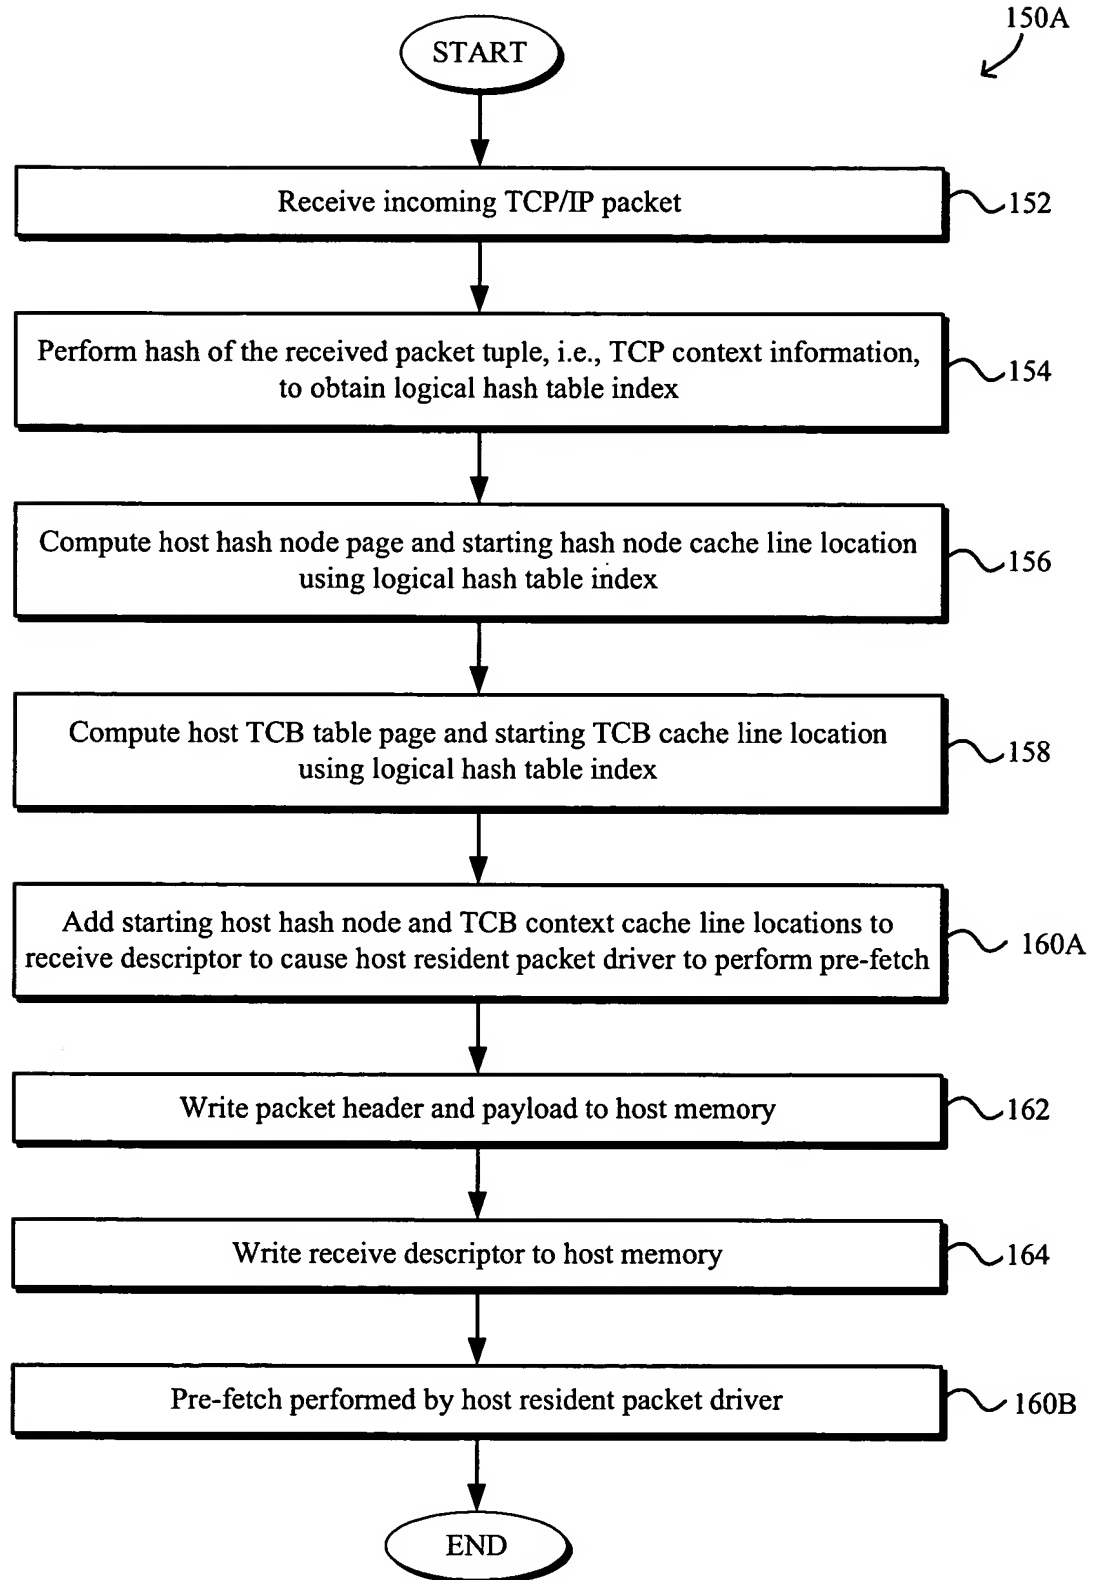 150A
START
Receive incoming TCP/IP packet
152
Perform hash of the received packet tuple, i.e., TCP context information,
to obtain logical hash table index
154
Compute host hash node page and starting hash node cache line location
using logical hash table index
156
Compute host TCB table page and starting TCB cache line location
using logical hash table index
158
Add starting host hash node and TCB context cache line locations to
receive descriptor to cause host resident packet driver to perform pre-fetch
160A
Write packet header and payload to host memory
162
Write receive descriptor to host memory
164
Pre-fetch performed by host resident packet driver
160B
END